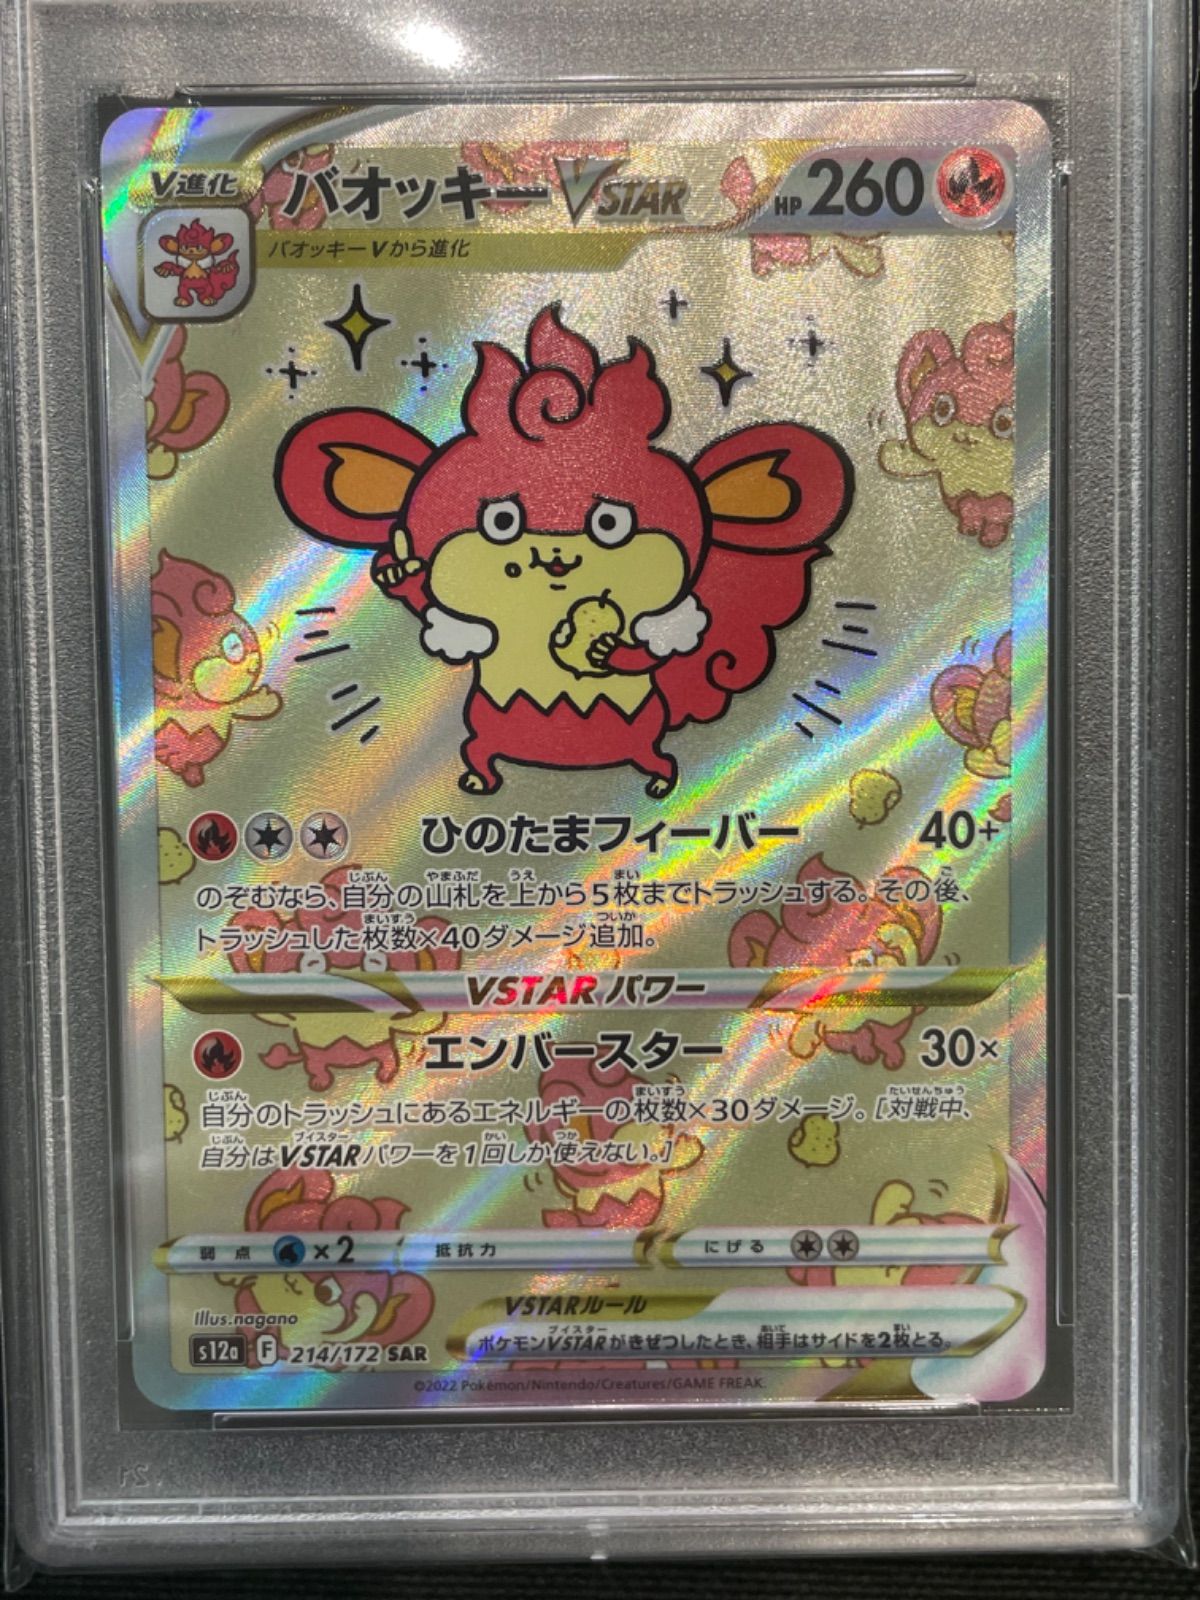 V進化
バオッキーVSTAR
HP 260
バオッキーVから進化
ひのたまフィーバー 40+
のぞむなら、自分の山札を上から5枚までトラッシュする。その後、
トラッシュした枚数×40ダメージ追加。
VSTARパワー
エンバースター 30×
自分のトラッシュにあるエネルギーの枚数×30ダメージ。[対戦中、
自分はVSTARパワーを1回しか使えない。]
弱点 ×2 抵抗力 にげる
Illus.nagano
VSTARルール
ポケモンVSTARがきぜつしたとき、相手はサイドを2枚とる。
s12a F 214/172 SAR
©2022 Pokémon/Nintendo/Creatures/GAME FREAK.